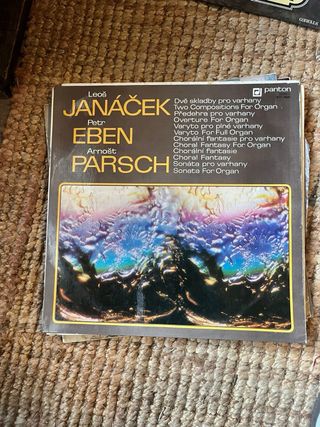 Leoš
JANÁČEK
Petr
EBEN
Arnošt
PARSCH
panton
Dvě skladby pro varhany
Two Compositions For Organ
Předehra pro varhany
Overture For Organ
Varyto pro plné varhany
Varyto For Full Organ
Chorální fantasie pro varhany
Choral Fantasy For Organ
Chorální fantasie
Choral Fantasy
Sonáta pro varhany
Sonata For Organ